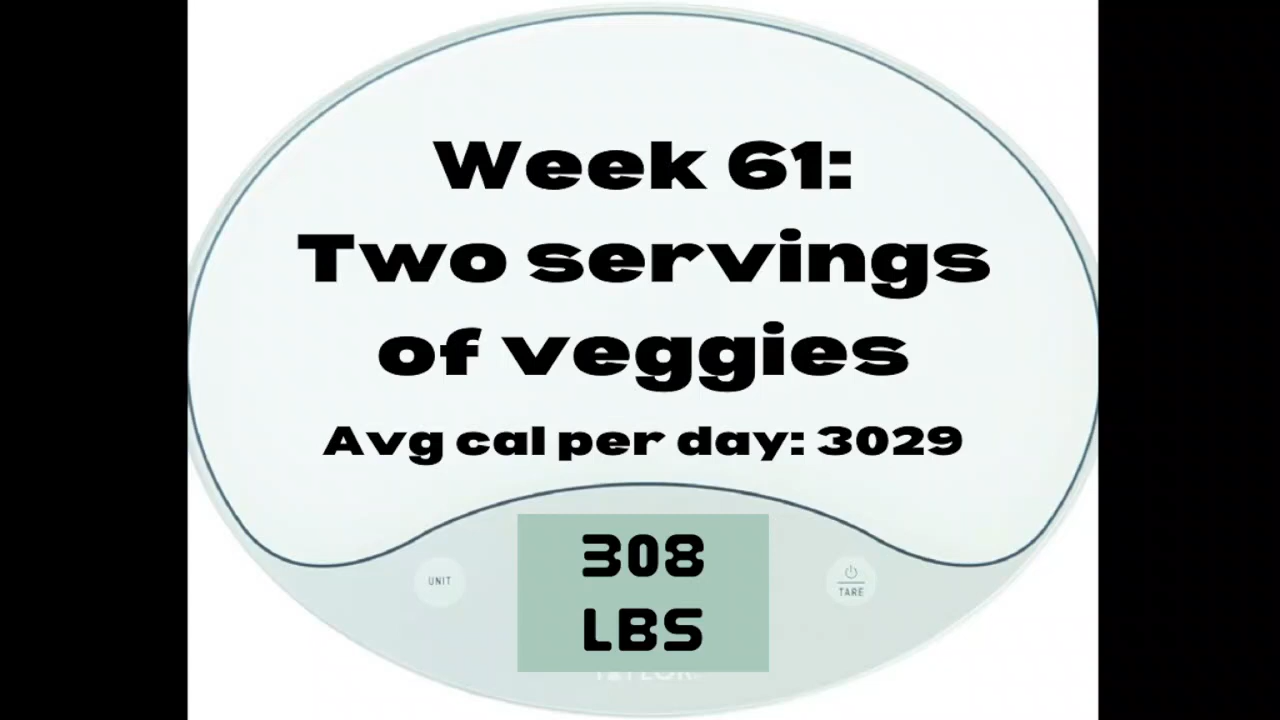 Week 61:
Two servings
of veggies
Avg cal per day: 3029
308
LBS
UNIT
TARE